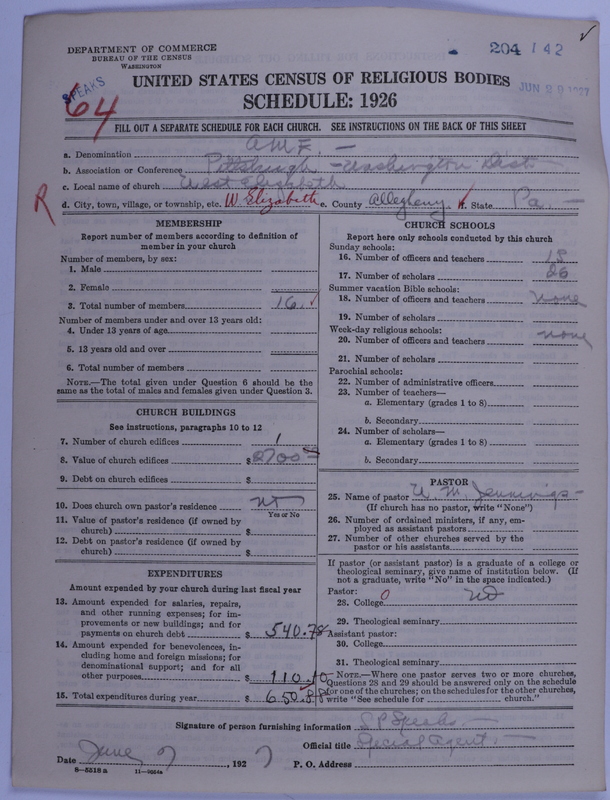 DEPARTMENT OF COMMERCE
BUREAU OF THE CENSUS
WASHINGTON
204 142
JUN 29 1927
SPEAKS
64
UNITED STATES CENSUS OF RELIGIOUS BODIES
SCHEDULE: 1926
FILL OUT A SEPARATE SCHEDULE FOR EACH CHURCH. SEE INSTRUCTIONS ON THE BACK OF THIS SHEET
a. Denomination A.M.E. —
b. Association or Conference Pittsburgh - Washington Dist
c. Local name of church West Elizabeth
R
d. City, town, village, or township, etc. W. Elizabeth e. County Allegheny f. State Pa. —
MEMBERSHIP
Report number of members according to definition of member in your church
Number of members, by sex:
1. Male
2. Female
3. Total number of members 16
Number of members under and over 13 years old:
4. Under 13 years of age
5. 13 years old and over
6. Total number of members
NOTE.—The total given under Question 6 should be the same as the total of males and females given under Question 3.
CHURCH BUILDINGS
See instructions, paragraphs 10 to 12
7. Number of church edifices 1
8. Value of church edifices $2700
9. Debt on church edifices $
10. Does church own pastor's residence no
Yes or No
11. Value of pastor's residence (if owned by church) $
12. Debt on pastor's residence (if owned by church) $
EXPENDITURES
Amount expended by your church during last fiscal year
13. Amount expended for salaries, repairs, and other running expenses; for improvements or new buildings; and for payments on church debt $540.78
14. Amount expended for benevolences, including home and foreign missions; for denominational support; and for all other purposes $110.10
15. Total expenditures during year $650.88
CHURCH SCHOOLS
Report here only schools conducted by this church
Sunday schools:
16. Number of officers and teachers 18
17. Number of scholars 26
Summer vacation Bible schools:
18. Number of officers and teachers none
19. Number of scholars
Week-day religious schools:
20. Number of officers and teachers none
21. Number of scholars
Parochial schools:
22. Number of administrative officers
23. Number of teachers—
a. Elementary (grades 1 to 8)
b. Secondary
24. Number of scholars—
a. Elementary (grades 1 to 8)
b. Secondary
PASTOR
25. Name of pastor U. M. Jennings
(If church has no pastor, write "None")
26. Number of ordained ministers, if any, employed as assistant pastors
27. Number of other churches served by the pastor or his assistants
If pastor (or assistant pastor) is a graduate of a college or theological seminary, give name of institution below. (If not a graduate, write "No" in the space indicated.)
Pastor:
28. College 0 no
29. Theological seminary
Assistant pastor:
30. College
31. Theological seminary
NOTE.—Where one pastor serves two or more churches, Questions 28 and 29 should be answered only on the schedule for one of the churches; on the schedules for the other churches, write "See schedule for church."
Signature of person furnishing information S P Speaks
Official title Special agent
Date June 7, 1927 P. O. Address
8—5518a 11—9664a